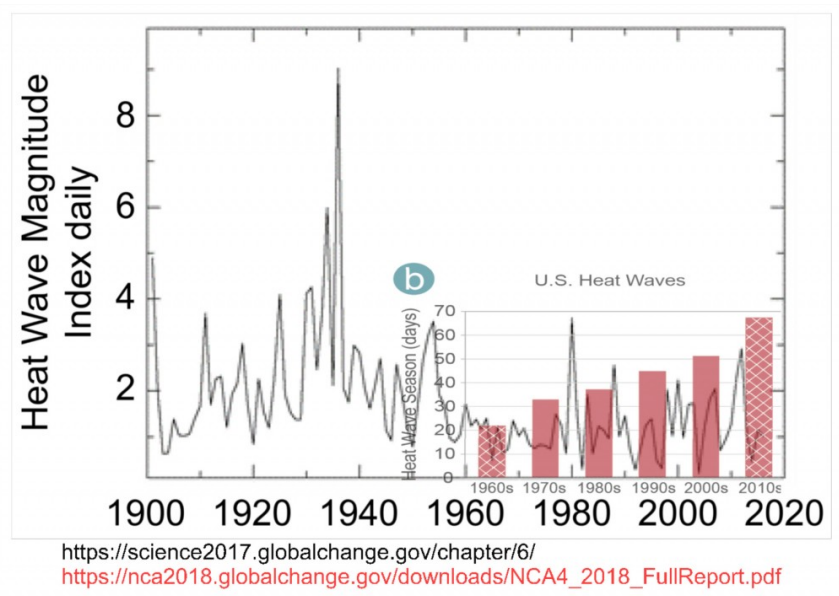 Heat Wave Magnitude
Index daily
8
6
4
2
b
U.S. Heat Waves
Heat Wave Season (days)
70
60
50
40
30
20
10
0
1960s 1970s 1980s 1990s 2000s 2010s
1900 1920 1940 1960 1980 2000 2020
https://science2017.globalchange.gov/chapter/6/
https://nca2018.globalchange.gov/downloads/NCA4_2018_FullReport.pdf